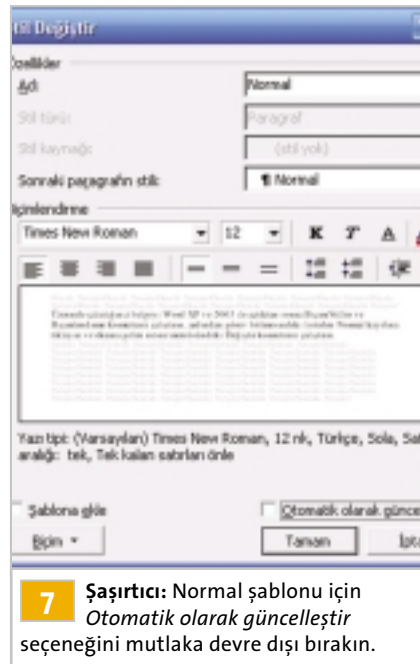 Stil Değiştir
Özellikler
Adı: Normal
Stil türü: Paragraf
Stil kaynağı: (stil yok)
Sonraki paragrafın stili: ¶ Normal
Biçimlendirme
Times New Roman 12 K T A
Yazı tipi: (Varsayılan) Times New Roman, 12 nk, Türkçe, Sola, Sat
aralığı: tek, Tek kalan satırları önle
Şablona ekle Otomatik olarak günce
Biçim Tamam İpta
7 Şaşırtıcı: Normal şablonu için
Otomatik olarak güncelleştir
seçeneğini mutlaka devre dışı bırakın.